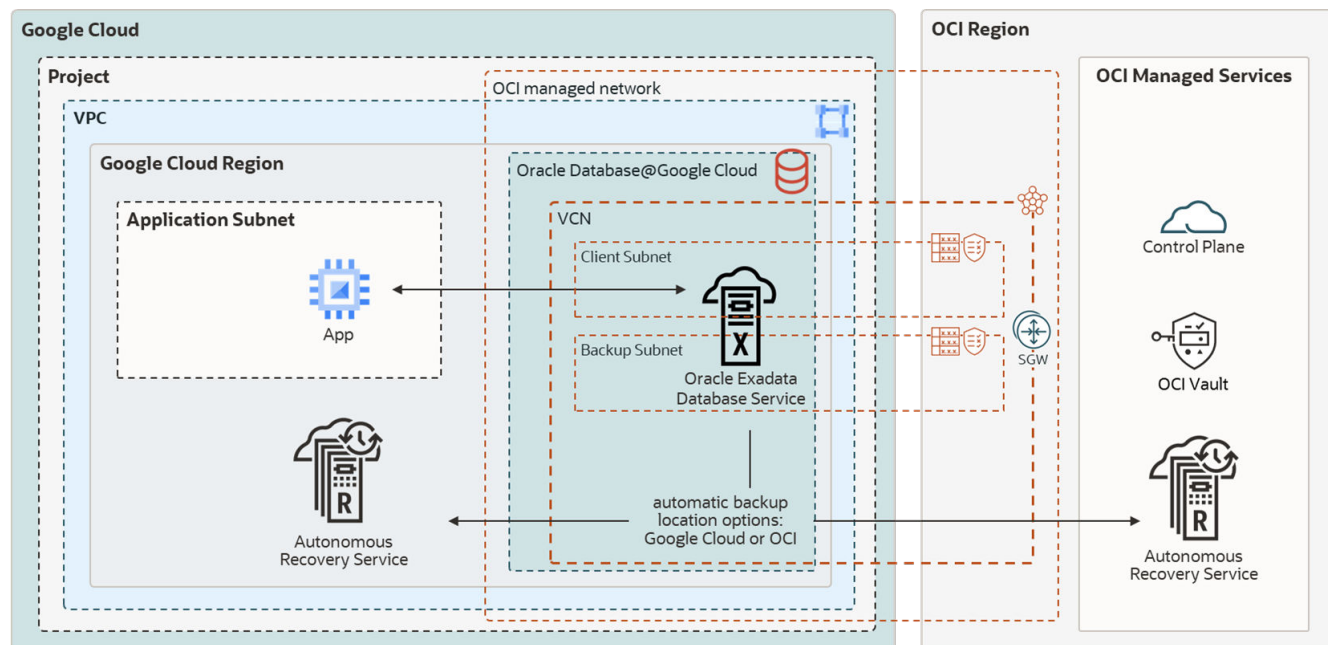 Google Cloud
Project
OCI managed network
VPC
Google Cloud Region
Oracle Database@Google Cloud
Application Subnet
App
VCN
Client Subnet
Backup Subnet
X
Oracle Exadata
Database Service
automatic backup
location options:
Google Cloud or OCI
R
Autonomous
Recovery Service
OCI Region
x.x.x
x.x.x
x.x.x
x.x.x
SGW
OCI Managed Services
Control Plane
OCI Vault
R
Autonomous
Recovery Service